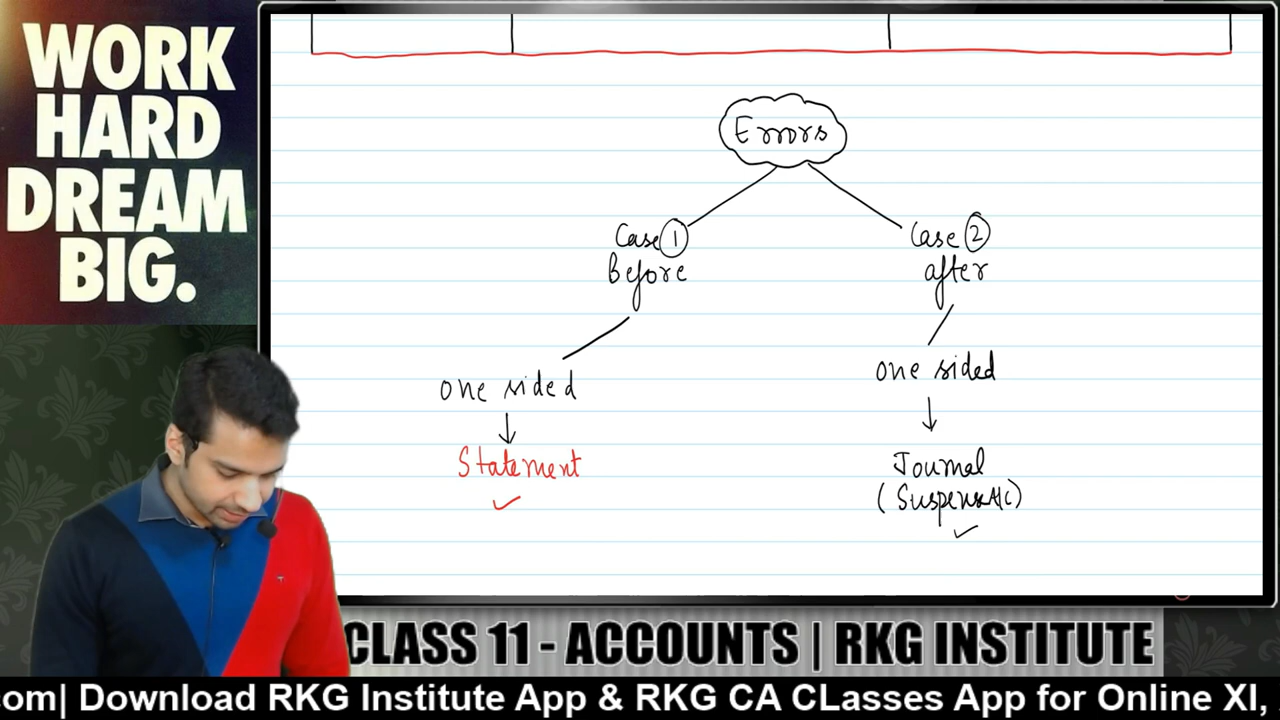 WORK
HARD
DREAM
BIG.
Errors
Case 1
Before
Case 2
after
one sided
Statement
one sided
Journal
(Suspense A/c)
CLASS 11 - ACCOUNTS | RKG INSTITUTE
com| Download RKG Institute App & RKG CA CLasses App for Online XI,